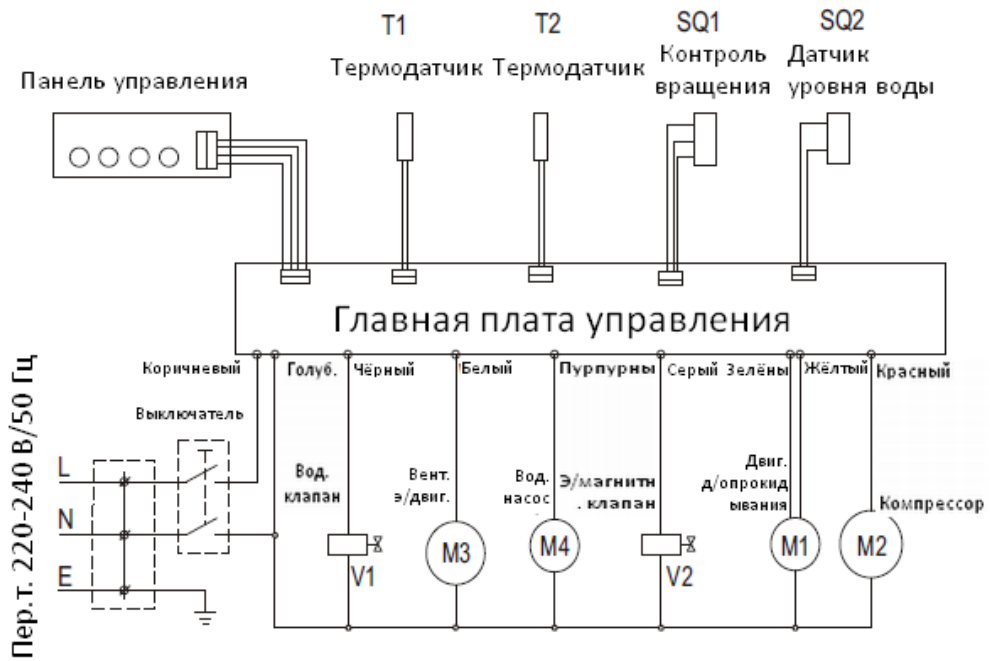 T1
T2
SQ1
SQ2
Панель управления
Термодатчик
Термодатчик
Контроль
вращения
Датчик
уровня воды
Главная плата управления
Коричневый
Голуб.
Чёрный
Белый
Пурпурны
Серый
Зелёны
Жёлтый
Красный
Выключатель
Пер.т. 220-240 В/50 Гц
L
N
E
Вод.
клапан
Вент.
э/двиг.
Вод.
насос
Э/магнитн
. клапан
Двиг.
д/опрокид
ывания
Компрессор
V1
M3
M4
V2
M1
M2